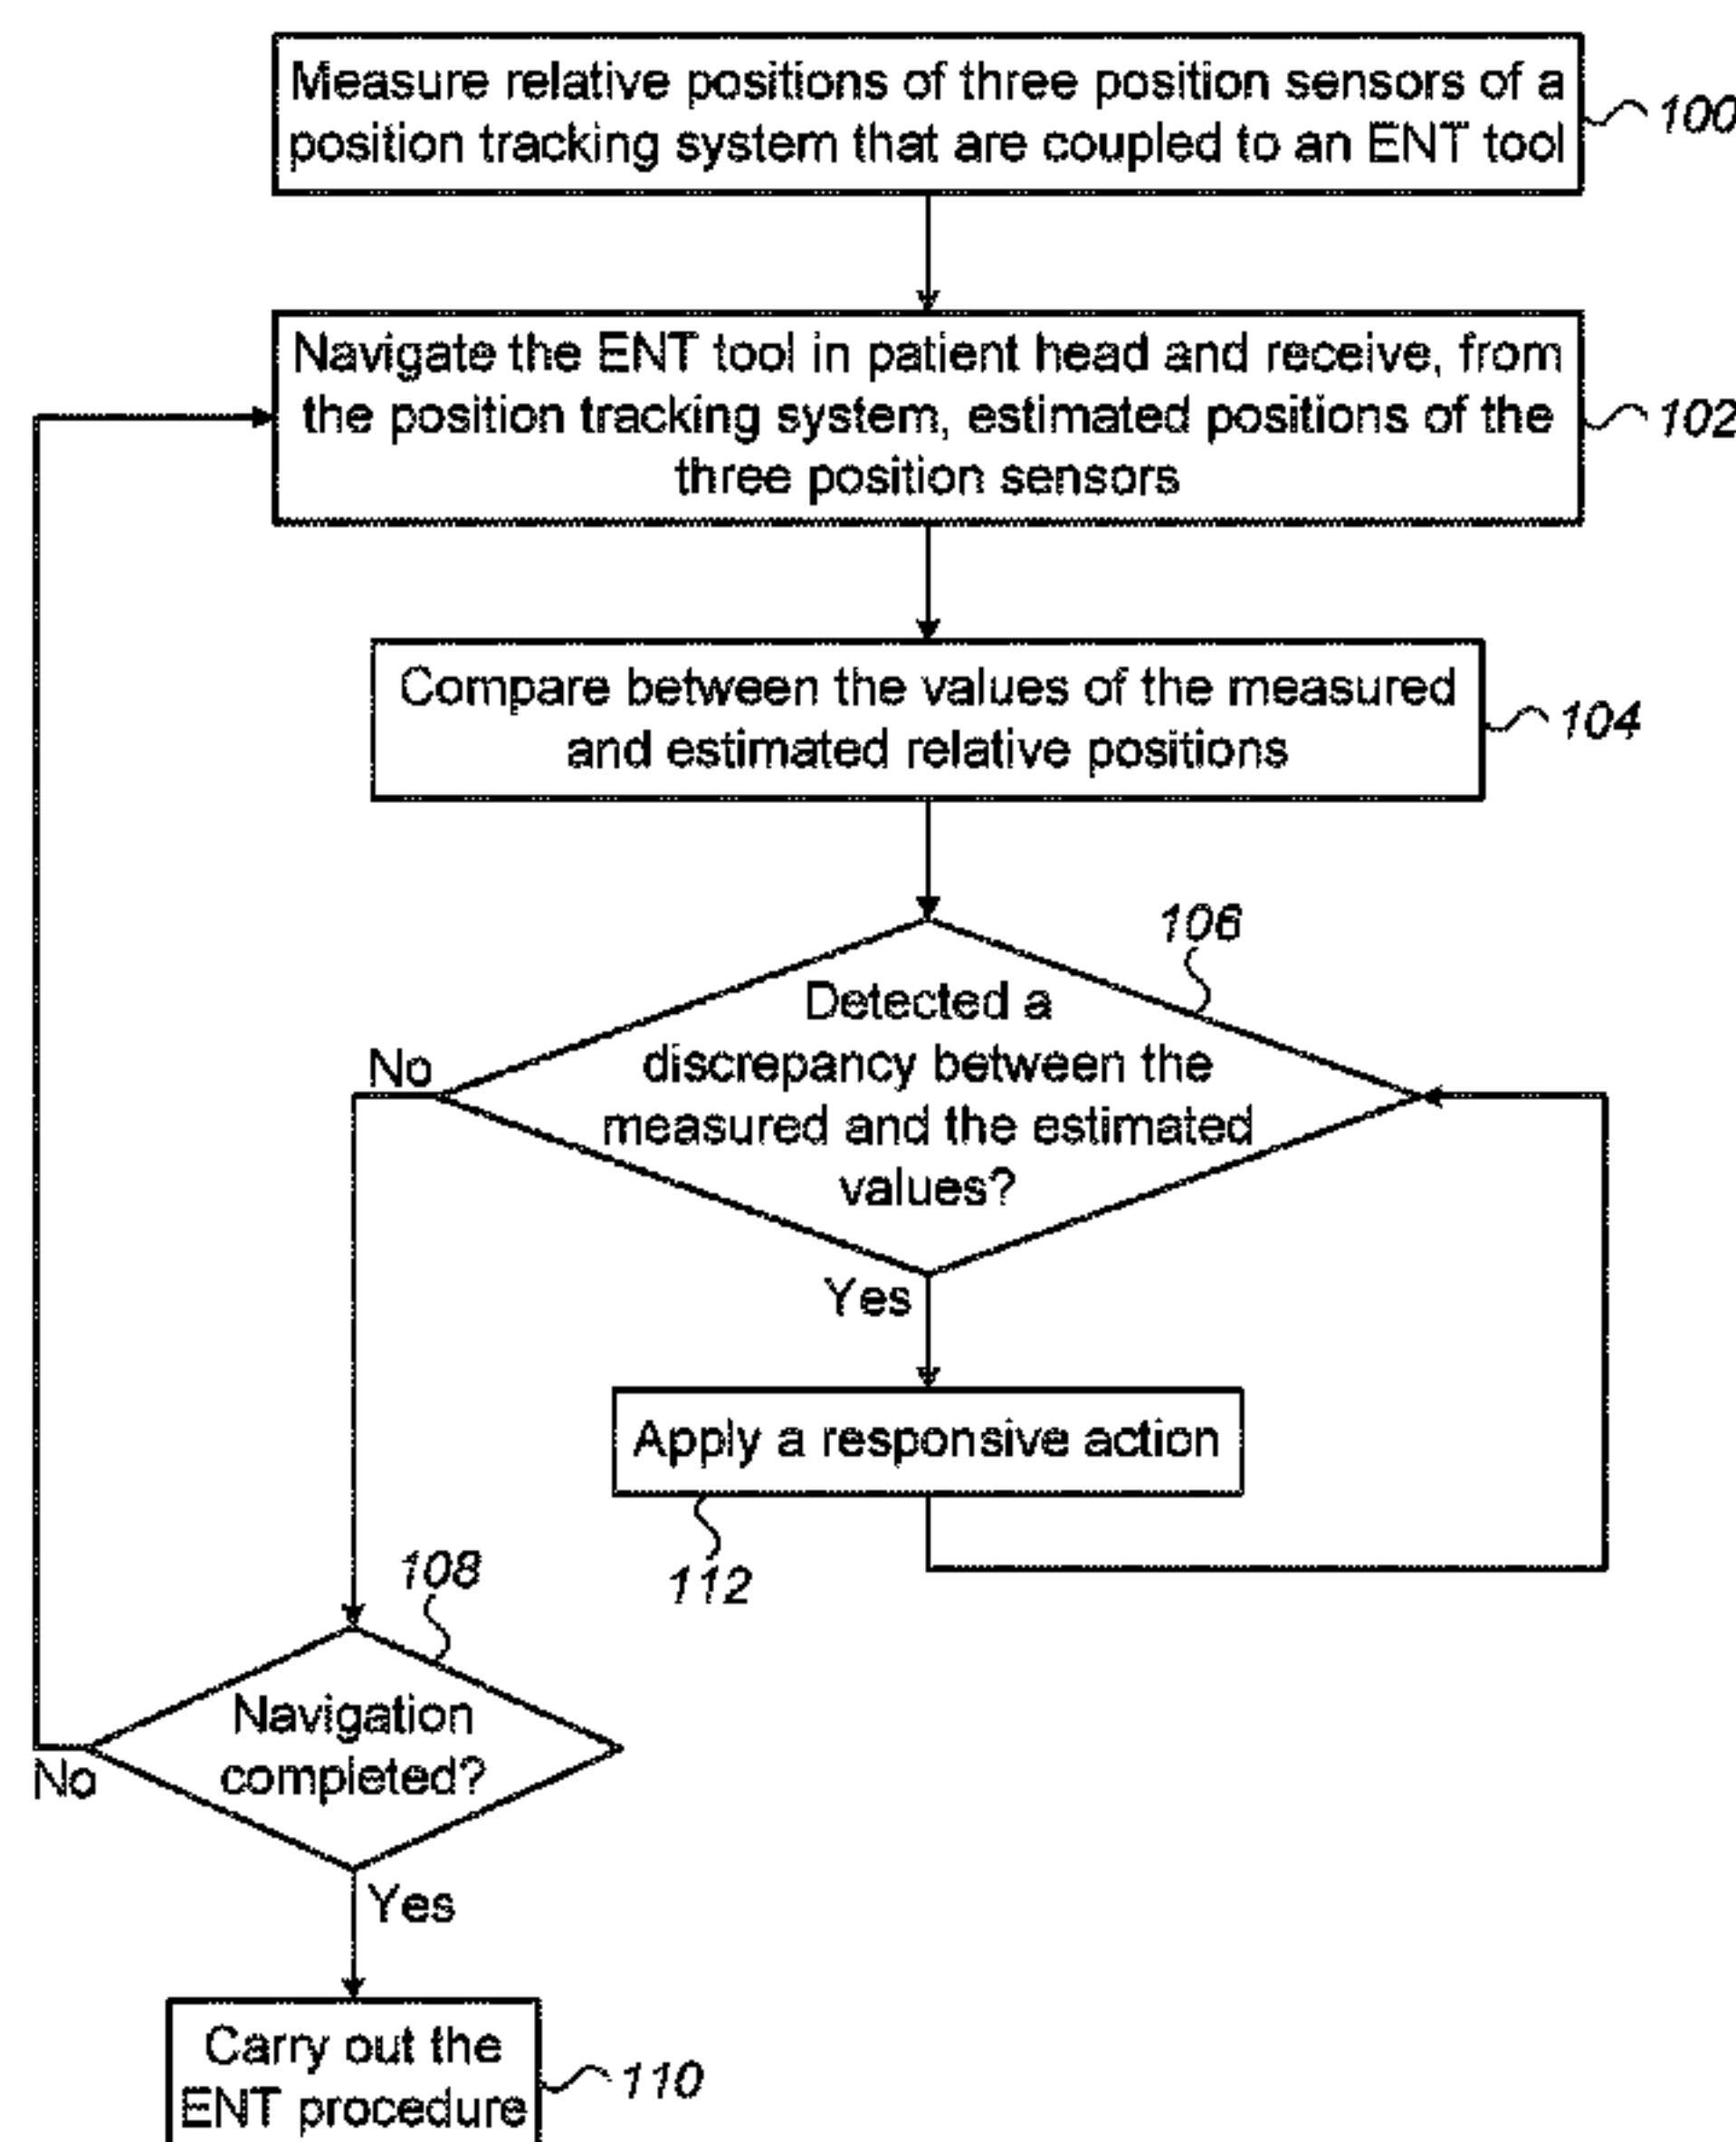 Measure relative positions of three position sensors of a
position tracking system that are coupled to an ENT tool
100
Navigate the ENT tool in patient head and receive, from
the position tracking system, estimated positions of the
three position sensors
102
Compare between the values of the measured
and estimated relative positions
104
106
Detected a
discrepancy between the
measured and the estimated
values?
No
Yes
Apply a responsive action
112
108
Navigation
completed?
No
Yes
Carry out the
ENT procedure
110